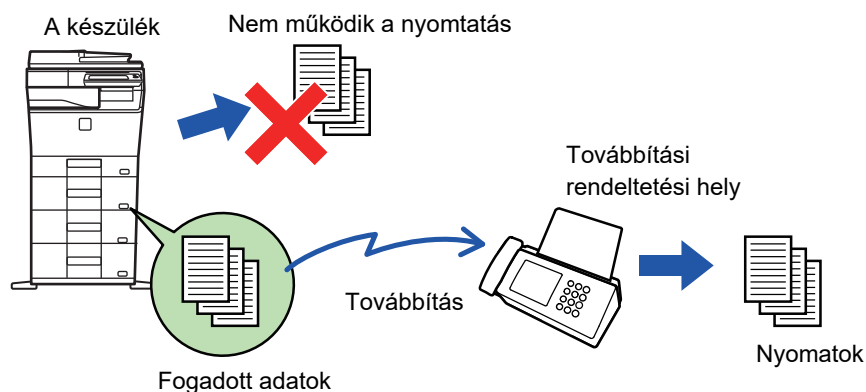 A készülék
Nem működik a nyomtatás
Továbbítási
rendeltetési hely
Továbbítás
Nyomatok
Fogadott adatok